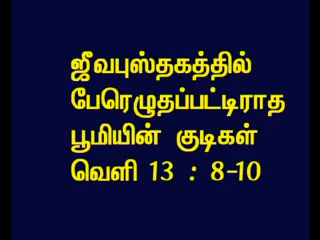 ஜீவபுஸ்தகத்தில்
பேரெழுதப்பட்டிராத
பூமியின் குடிகள்
வெளி 13 : 8-10